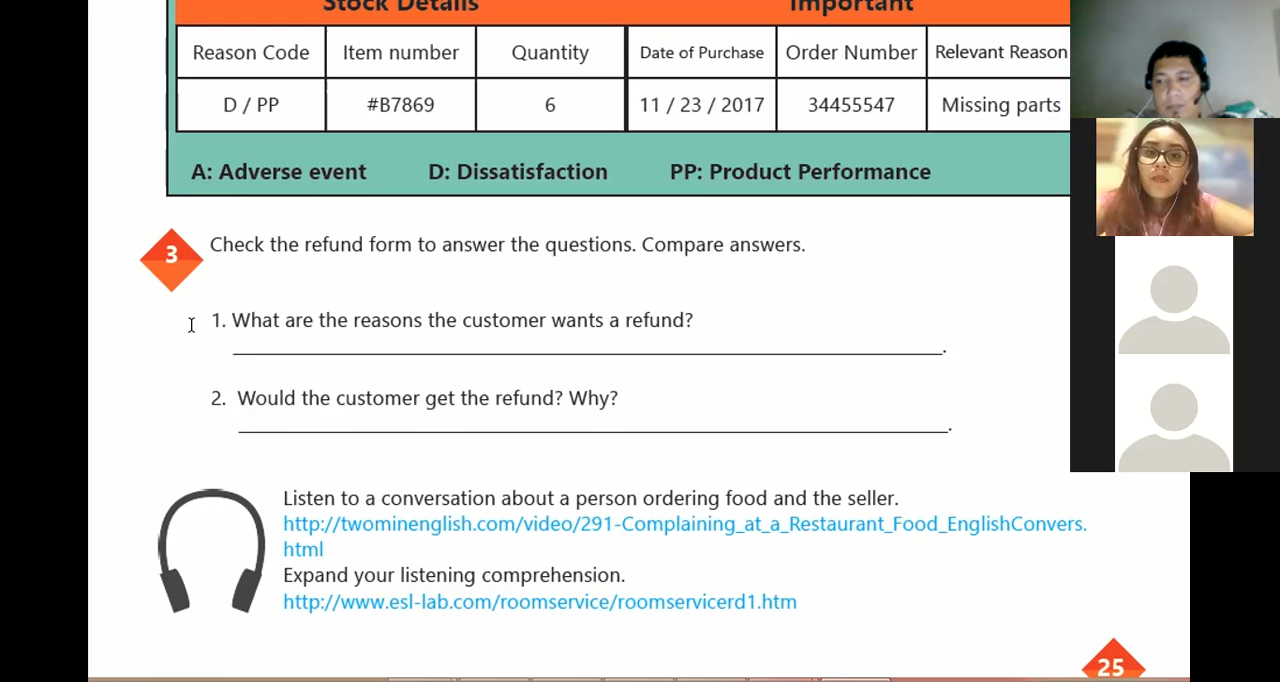 Stock Details Important
Reason Code Item number Quantity Date of Purchase Order Number Relevant Reason
D / PP #B7869 6 11 / 23 / 2017 34455547 Missing parts
A: Adverse event D: Dissatisfaction PP: Product Performance
3 Check the refund form to answer the questions. Compare answers.
1. What are the reasons the customer wants a refund?
2. Would the customer get the refund? Why?
Listen to a conversation about a person ordering food and the seller.
http://twominenglish.com/video/291-Complaining_at_a_Restaurant_Food_EnglishConvers.
html
Expand your listening comprehension.
http://www.esl-lab.com/roomservice/roomservicerd1.htm
25